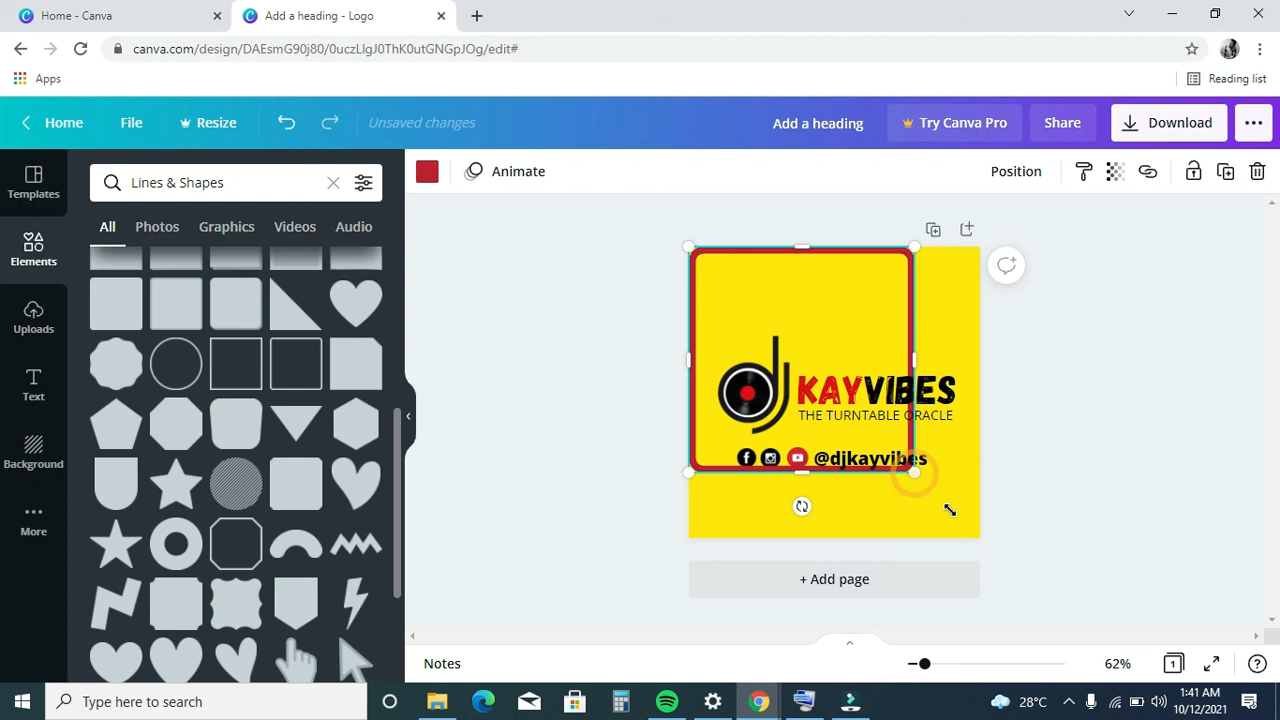 Home - Canva
Add a heading - Logo
canva.com/design/DAEsmG90j80/0uczLlgJ0ThK0utGNGpJOg/edit#
Apps
Reading list
Home
File
Resize
Unsaved changes
Add a heading
Try Canva Pro
Share
Download
Templates
Elements
Uploads
Text
Background
More
Lines & Shapes
All
Photos
Graphics
Videos
Audio
Animate
Position
dj
KAYVIBES
THE TURNTABLE ORACLE
@djkayvibes
+ Add page
Notes
62%
1
Type here to search
28°C
1:41 AM
10/12/2021